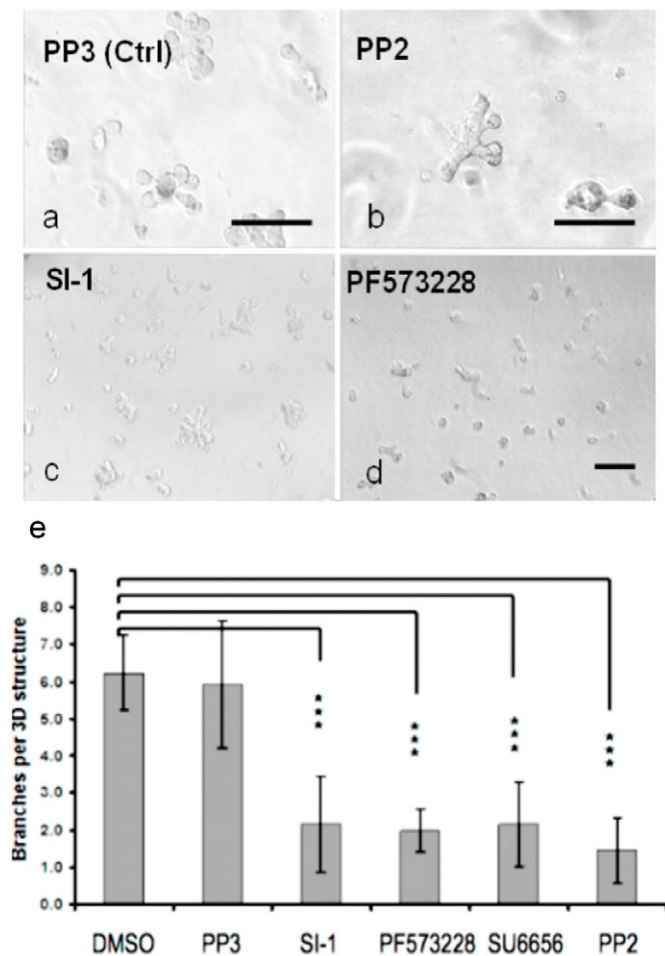 PP3 (Ctrl)
PP2
a
b
SI-1
PF573228
c
d
e
9.0
8.0
7.0
6.0
5.0
4.0
3.0
2.0
1.0
0.0
Branches per 3D structure
***
***
***
***
DMSO PP3 SI-1 PF573228 SU6656 PP2